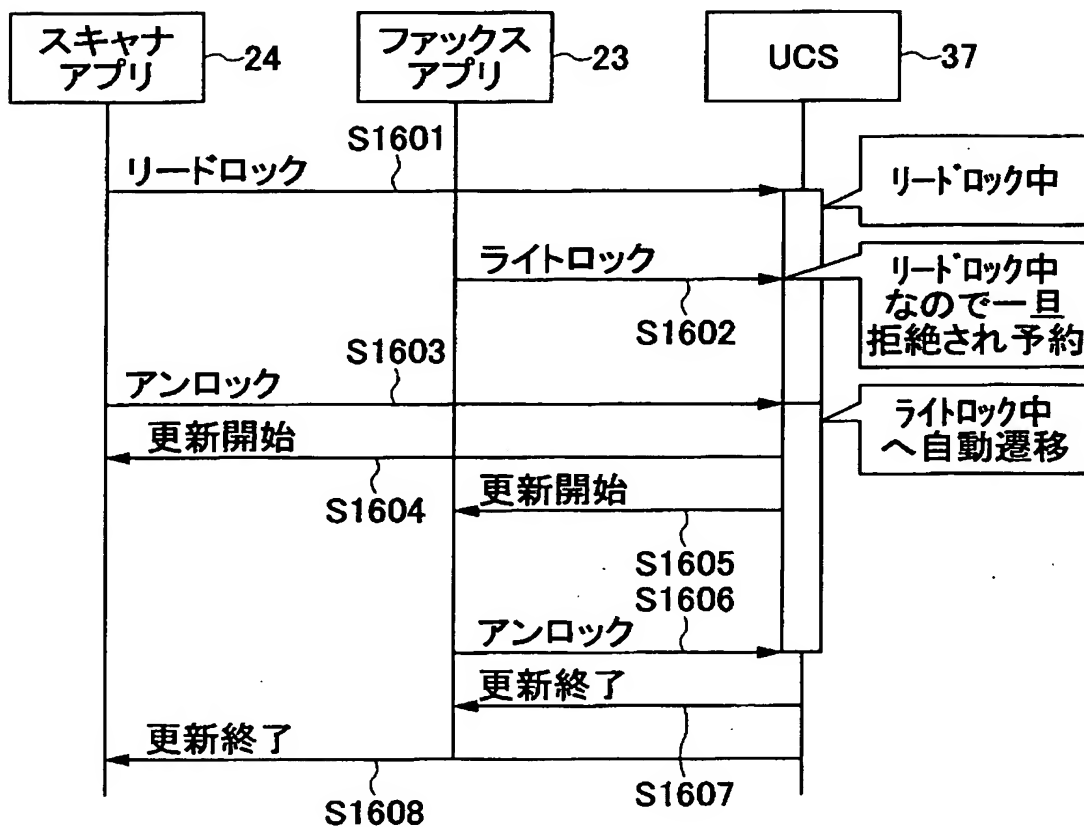 スキャナ
アプリ
24
ファックス
アプリ
23
UCS
37
S1601
リードロック
リードロック中
ライトロック
S1602
リードロック中
なので一旦
拒絶され予約
S1603
アンロック
ライトロック中
へ自動遷移
更新開始
S1604
更新開始
S1605
S1606
アンロック
更新終了
S1607
更新終了
S1608